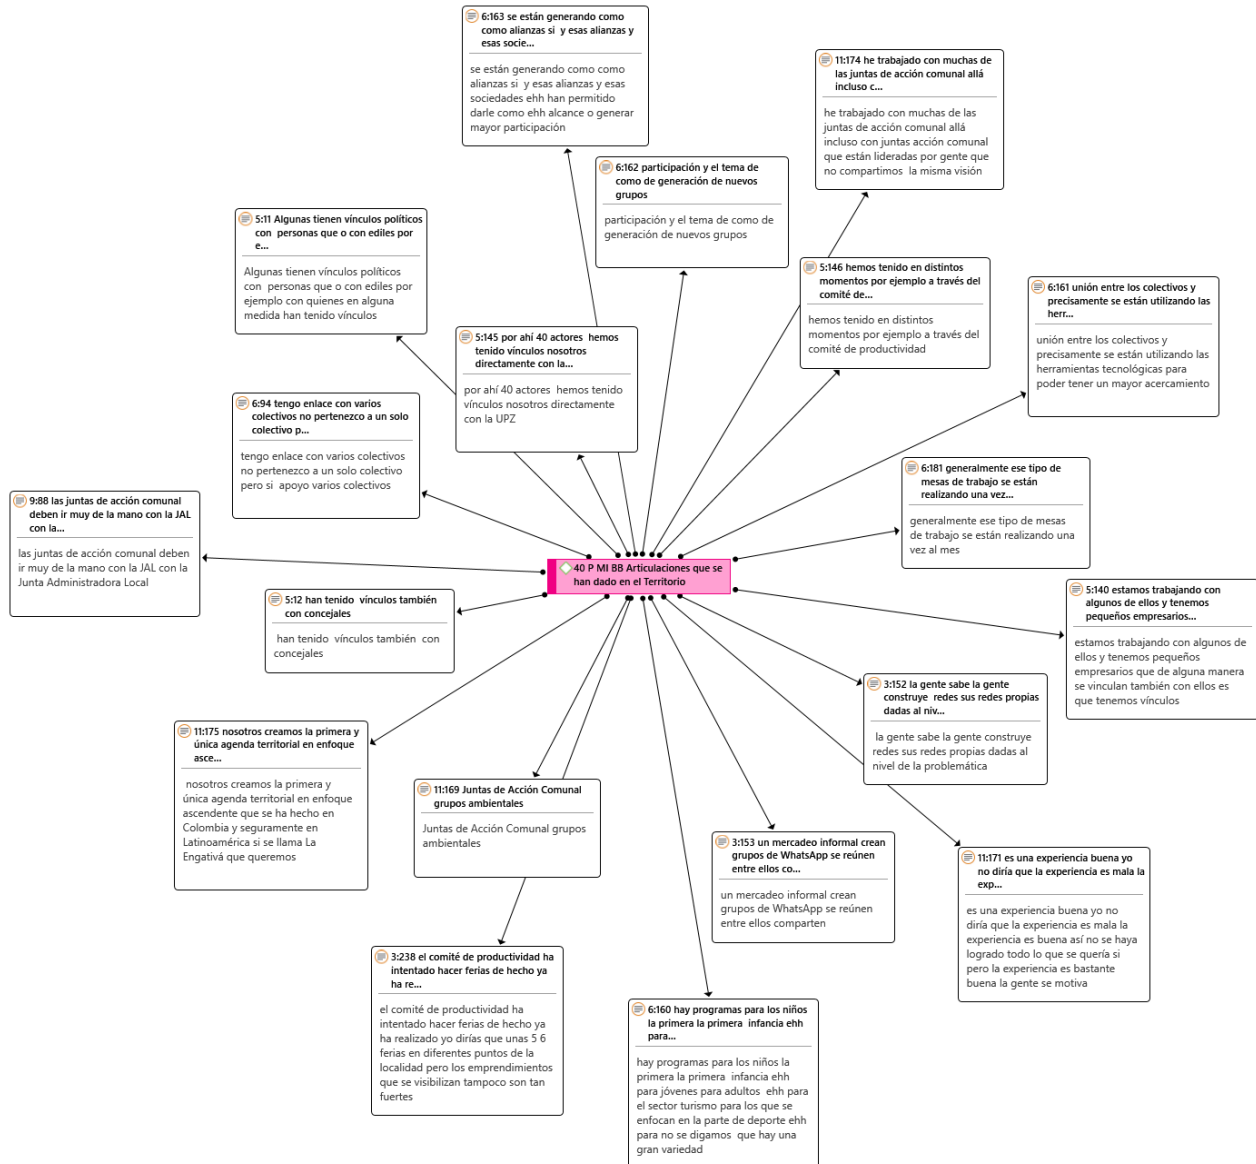 6:163 se están generando como
como alianzas si  y esas alianzas y
esas socie...
se están generando como como
alianzas si  y esas alianzas y esas
sociedades ehh han permitido
darle como ehh alcance o generar
mayor participación
11:174 he trabajado con muchas de
las juntas de acción comunal allá
incluso c...
he trabajado con muchas de las
juntas de acción comunal allá
incluso con juntas acción comunal
que están lideradas por gente que
no compartimos  la misma visión
6:162 participación y el tema de
como de generación de nuevos
grupos
participación y el tema de como de
generación de nuevos grupos
5:11 Algunas tienen vínculos políticos
con  personas que o con ediles por
e...
Algunas tienen vínculos políticos
con  personas que o con ediles por
ejemplo con quienes en alguna
medida han tenido vínculos
5:146 hemos tenido en distintos
momentos por ejemplo a través del
comité de...
hemos tenido en distintos
momentos por ejemplo a través del
comité de productividad
6:161 unión entre los colectivos y
precisamente se están utilizando las
herr...
unión entre los colectivos y
precisamente se están utilizando las
herramientas tecnológicas para
poder tener un mayor acercamiento
5:145 por ahí 40 actores  hemos
tenido vínculos nosotros
directamente con la...
por ahí 40 actores  hemos tenido
vínculos nosotros directamente
con la UPZ
6:94 tengo enlace con varios
colectivos no pertenezco a un solo
colectivo p...
tengo enlace con varios colectivos
no pertenezco a un solo colectivo
pero si  apoyo varios colectivos
6:181 generalmente ese tipo de
mesas de trabajo se están
realizando una vez...
generalmente ese tipo de mesas
de trabajo se están realizando una
vez al mes
9:88 las juntas de acción comunal
deben ir muy de la mano con la JAL
con la...
las juntas de acción comunal deben
ir muy de la mano con la JAL con la
Junta Administradora Local
40 P MI BB Articulaciones que se
han dado en el Territorio
5:12 han tenido  vínculos también
con concejales
han tenido  vínculos también  con
concejales
5:140 estamos trabajando con
algunos de ellos y tenemos
pequeños empresarios...
estamos trabajando con algunos de
ellos y tenemos pequeños
empresarios que de alguna manera
se vinculan también con ellos es
que tenemos vínculos
3:152 la gente sabe la gente
construye  redes sus redes propias
dadas al niv...
la gente sabe la gente construye
redes sus redes propias dadas al
nivel de la problemática
11:175 nosotros creamos la primera y
única agenda territorial en enfoque
asce...
nosotros creamos la primera y
única agenda territorial en enfoque
ascendente que se ha hecho en
Colombia y seguramente en
Latinoamérica si se llama La
Engativá que queremos
11:169 Juntas de Acción Comunal
grupos ambientales
Juntas de Acción Comunal grupos
ambientales
3:153 un mercadeo informal crean
grupos de WhatsApp se reúnen
entre ellos co...
un mercadeo informal crean
grupos de WhatsApp se reúnen
entre ellos comparten
11:171 es una experiencia buena yo
no diría que la experiencia es mala la
exp...
es una experiencia buena yo no
diría que la experiencia es mala la
experiencia es buena así no se haya
logrado todo lo que se quería si
pero la experiencia es bastante
buena la gente se motiva
3:238 el comité de productividad ha
intentado hacer ferias de hecho ya
ha re...
el comité de productividad ha
intentado hacer ferias de hecho ya
ha realizado yo dirías que unas 5 6
ferias en diferentes puntos de la
localidad pero los emprendimientos
que se visibilizan tampoco son tan
fuertes
6:160 hay programas para los niños
la primera la primera  infancia ehh
para...
hay programas para los niños la
primera la primera  infancia ehh
para jóvenes para adultos  ehh para
el sector turismo para los que se
enfocan en la parte de deporte ehh
para no se digamos  que hay una
gran variedad